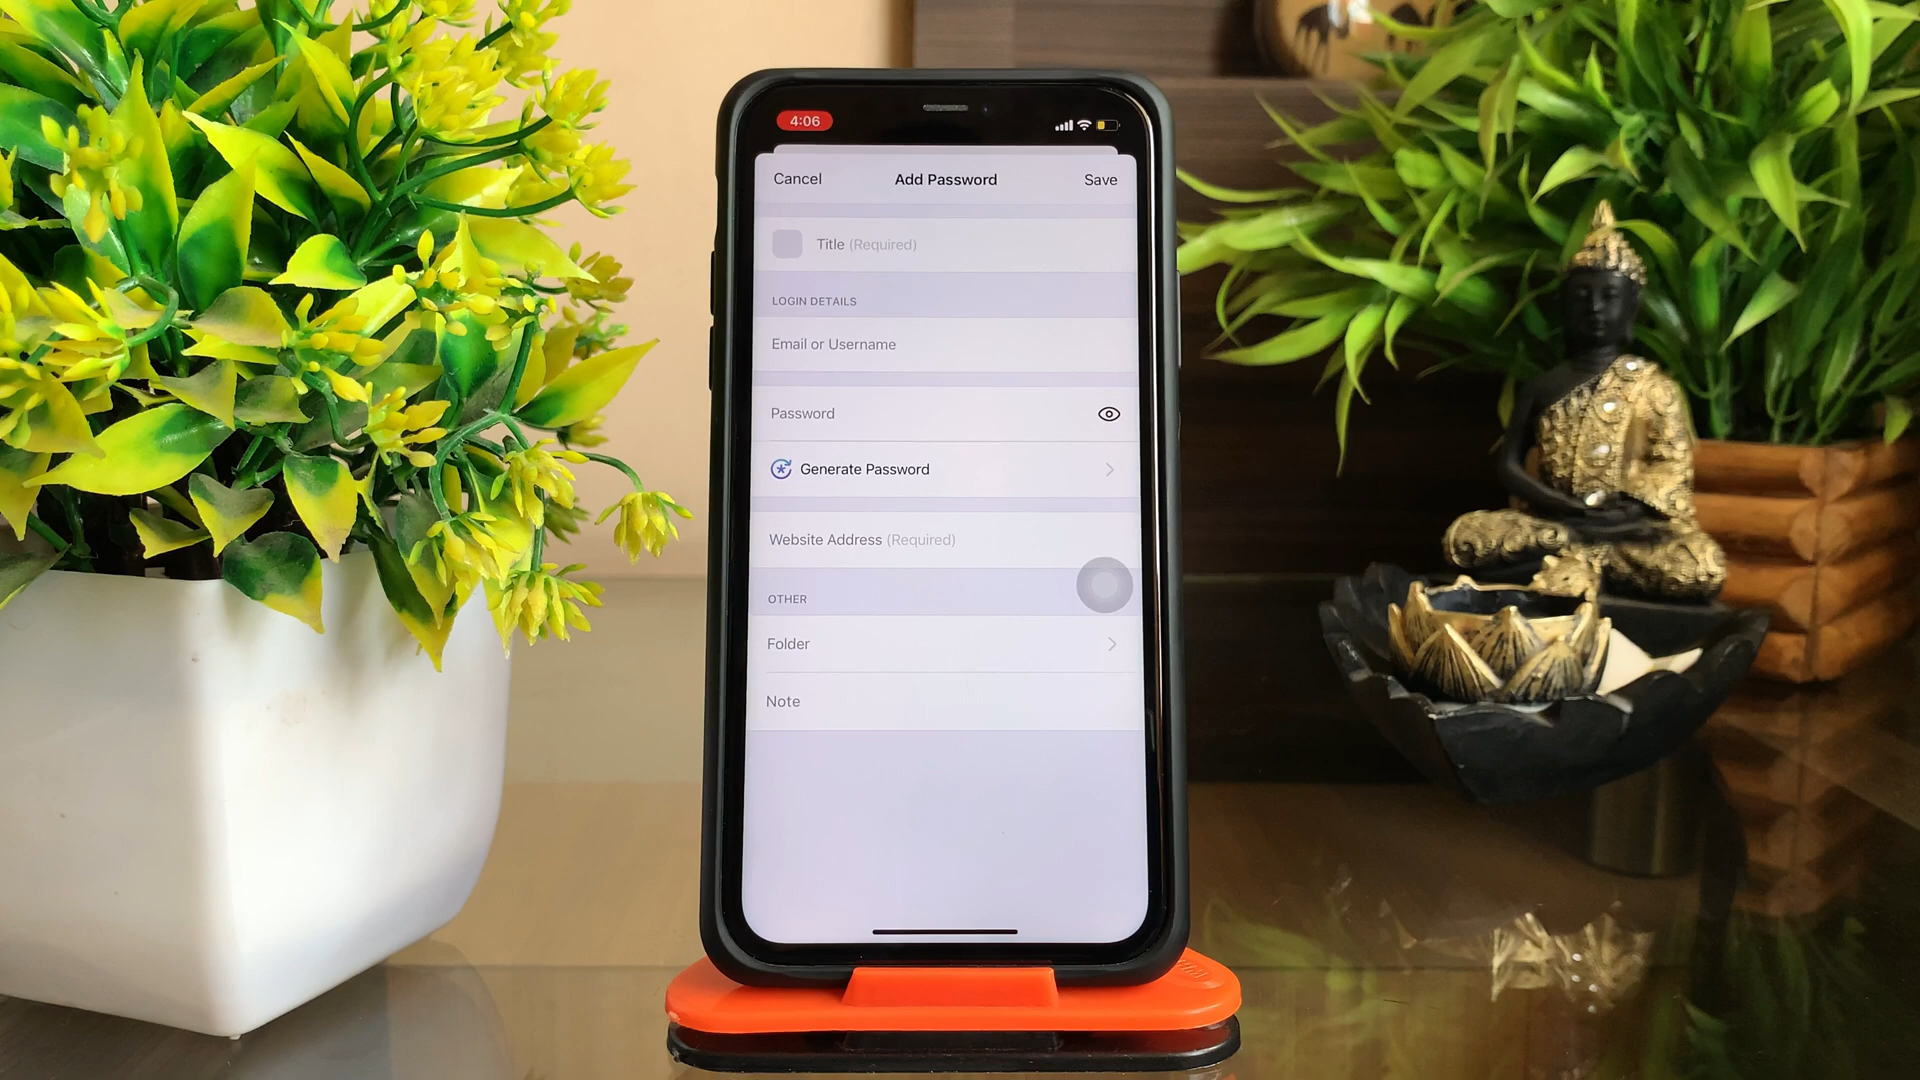 4:06
Cancel Add Password Save
Title (Required)
LOGIN DETAILS
Email or Username
Password
Generate Password
Website Address (Required)
OTHER
Folder
Note